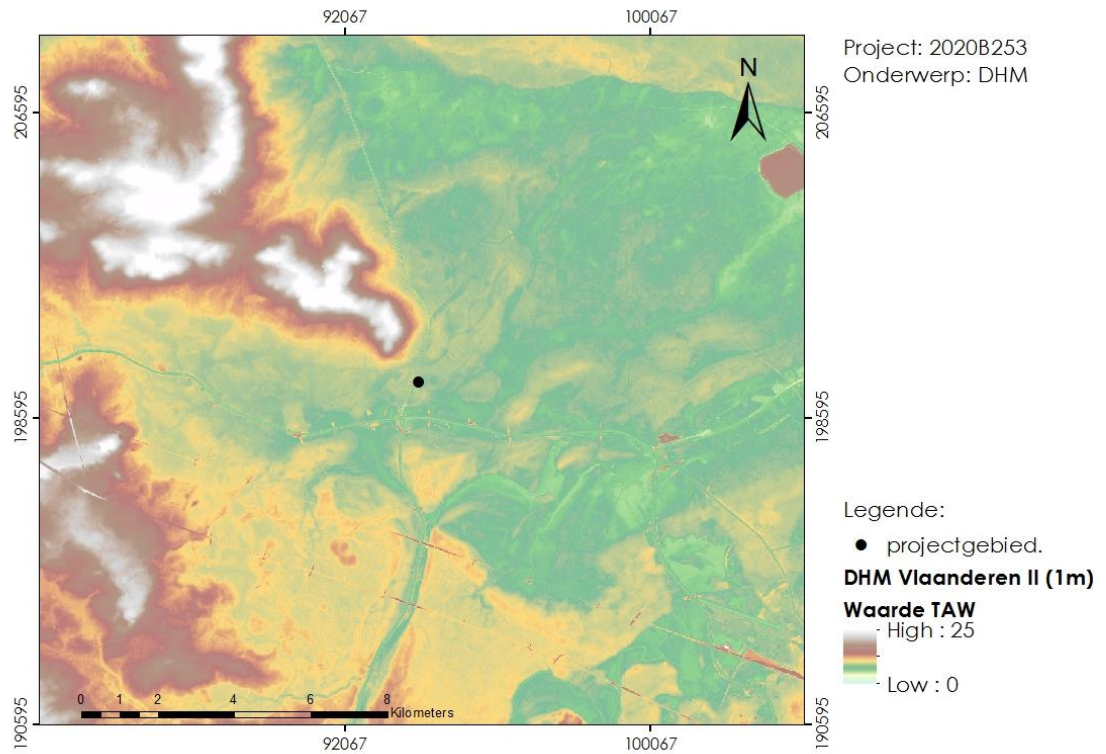 92067
100067
Project: 2020B253
Onderwerp: DHM
N
206595
206595
198595
198595
Legende:
projectgebied.
DHM Vlaanderen II (1m)
Waarde TAW
High : 25
Low : 0
0 1 2 4 6 8
Kilometers
190595
190595
92067
100067